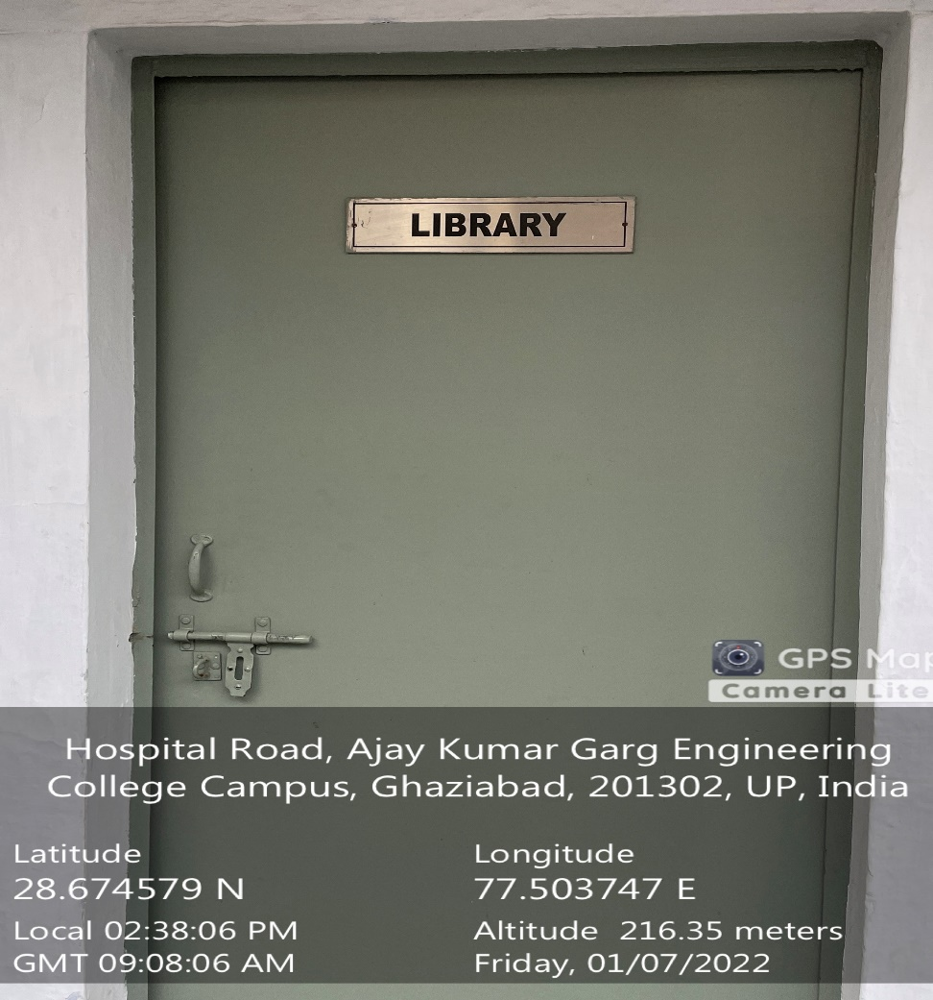 LIBRARY
GPS Map
Camera Lite
Hospital Road, Ajay Kumar Garg Engineering
College Campus, Ghaziabad, 201302, UP, India
Latitude
28.674579 N
Longitude
77.503747 E
Local 02:38:06 PM
GMT 09:08:06 AM
Altitude 216.35 meters
Friday, 01/07/2022